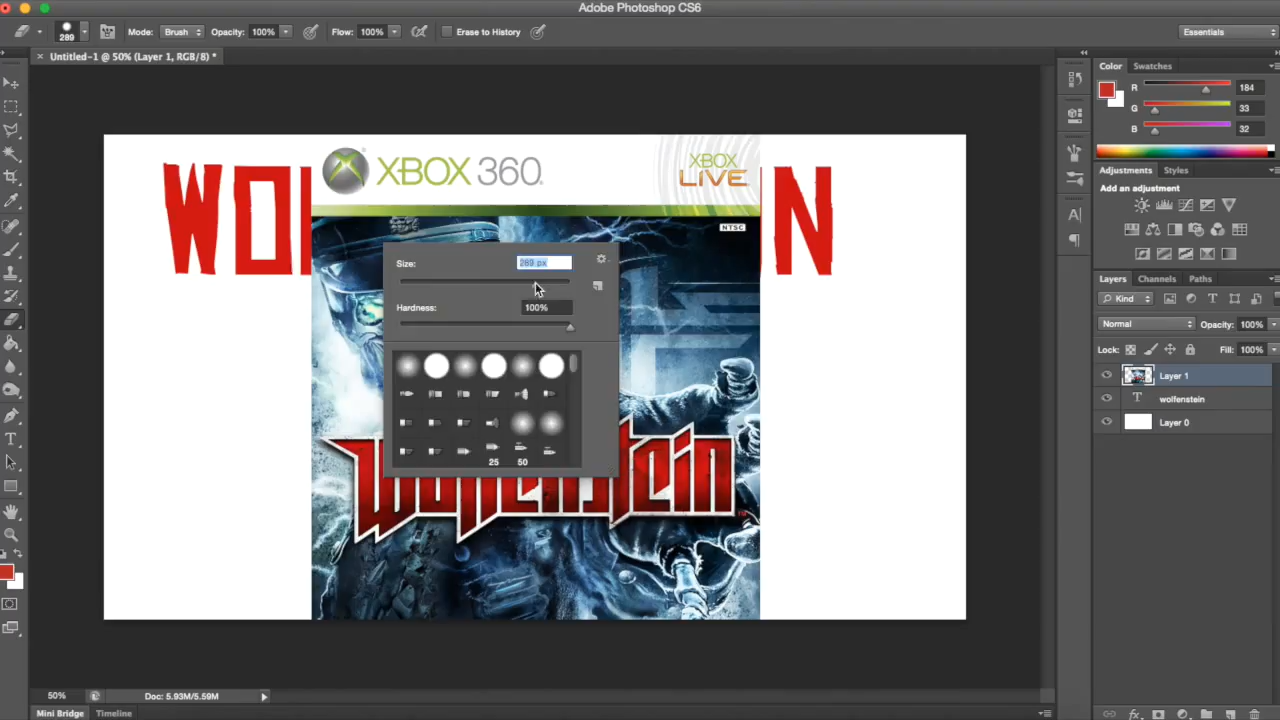 Adobe Photoshop CS6
289 Mode: Brush Opacity: 100% Flow: 100% Erase to History Essentials
× Untitled-1 @ 50% (Layer 1, RGB/8) *
Color Swatches
R 184
G 33
B 32
Adjustments Styles
Add an adjustment
WO N
XBOX 360
XBOX
LIVE
NTSC
Size: 289 px
Hardness: 100%
25 50
Wolfenstein
Layers Channels Paths
Kind
Normal Opacity: 100%
Lock: Fill: 100%
Layer 1
T wolfenstein
Layer 0
50% Doc: 5.93M/5.59M
Mini Bridge Timeline